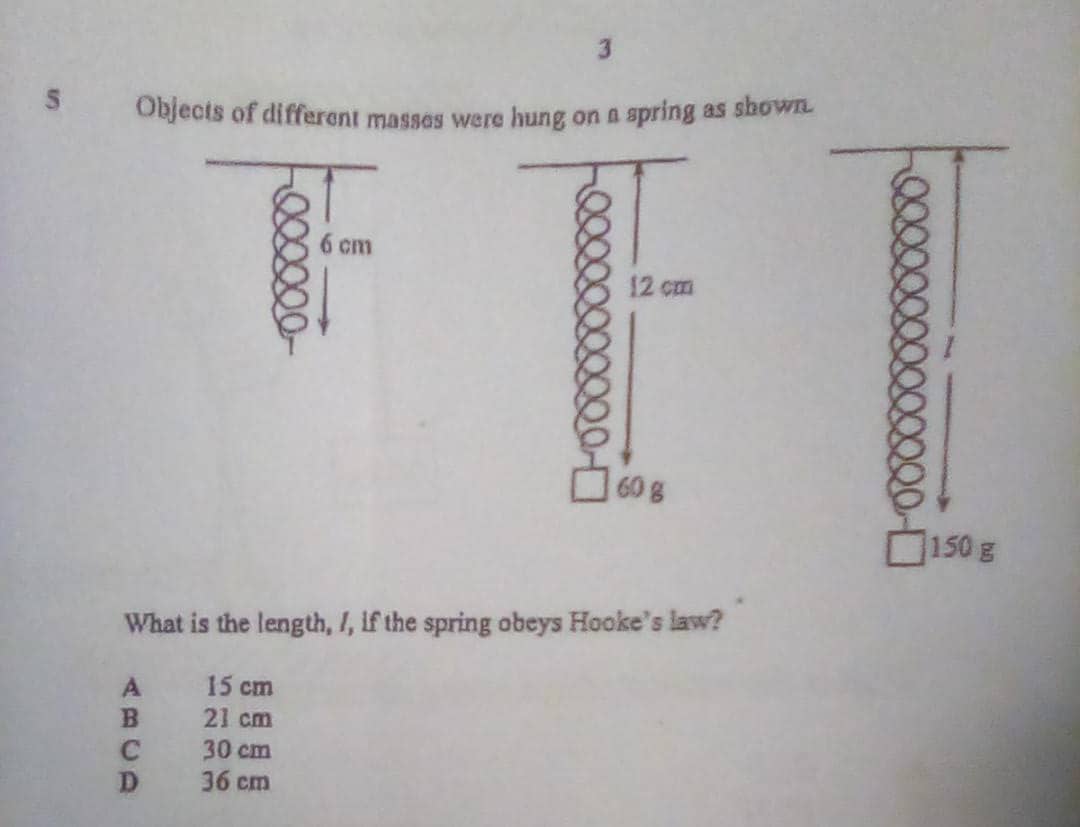 3
5 Objects of different masses were hung on a spring as shown.
6 cm
12 cm
l
60 g
150 g
What is the length, l, if the spring obeys Hooke's law?
A 15 cm
B 21 cm
C 30 cm
D 36 cm